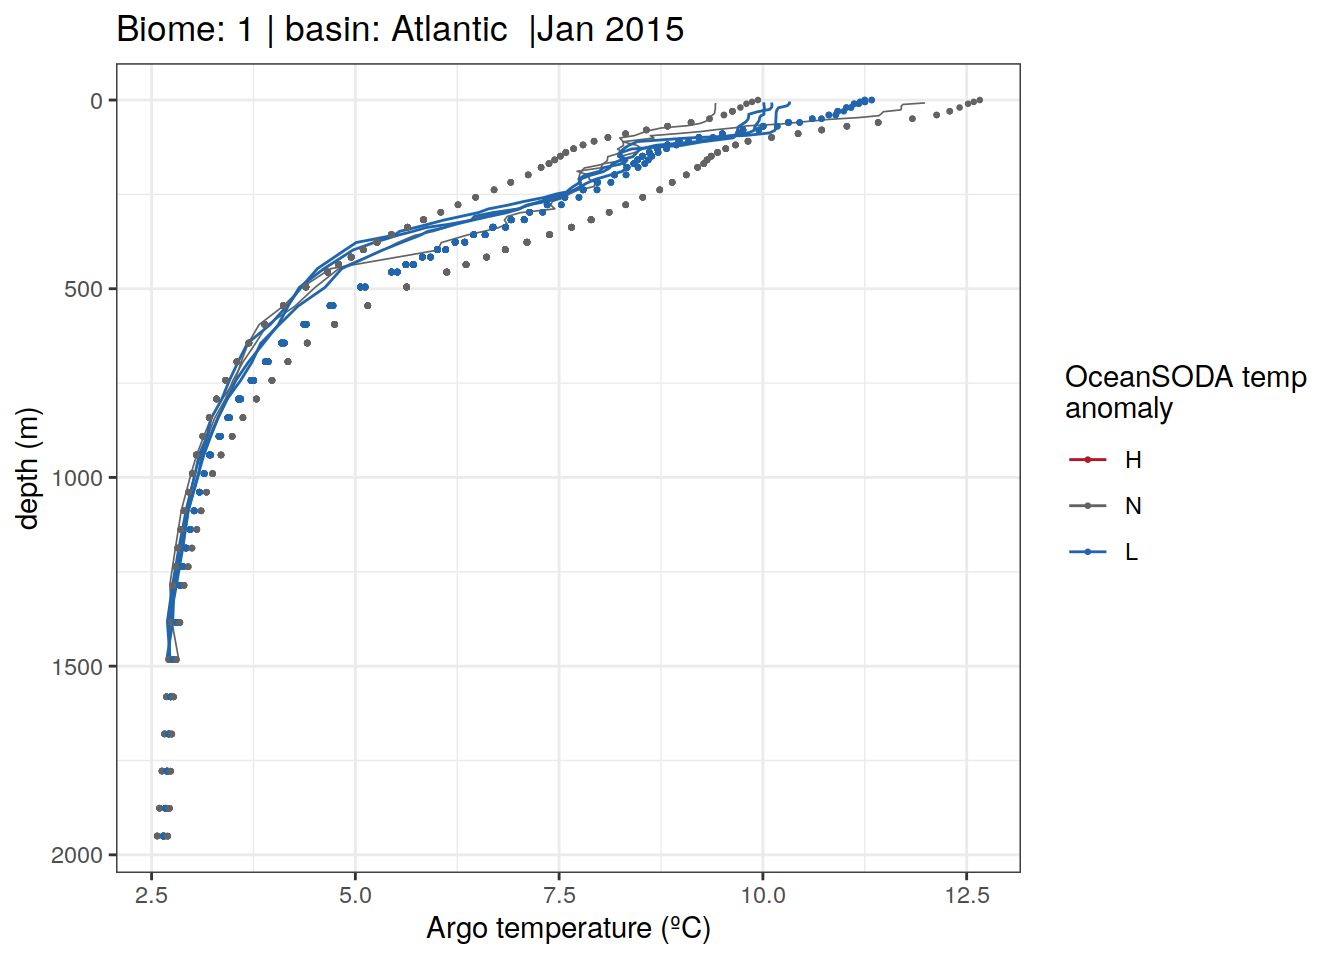 Biome: 1 | basin: Atlantic  |Jan 2015
0
500
1000
1500
2000
depth (m)
2.5 5.0 7.5 10.0 12.5
Argo temperature (ºC)
OceanSODA temp
anomaly
H
N
L